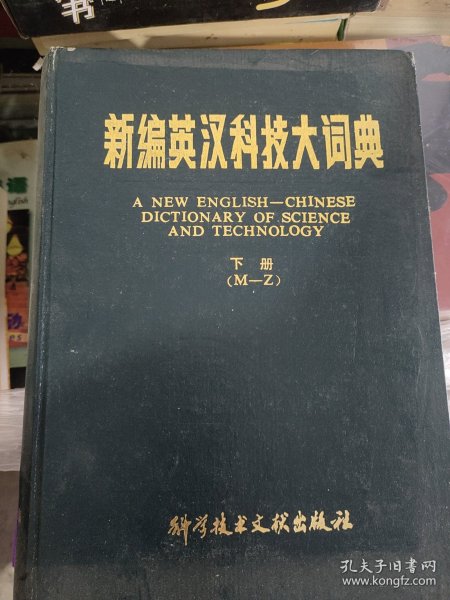 书
新编英汉科技大词典
A NEW ENGLISH—CHINESE
DICTIONARY OF SCIENCE
AND TECHNOLOGY
下册
(M—Z)
科学技术文献出版社
孔夫子旧书网
www.kongfz.com